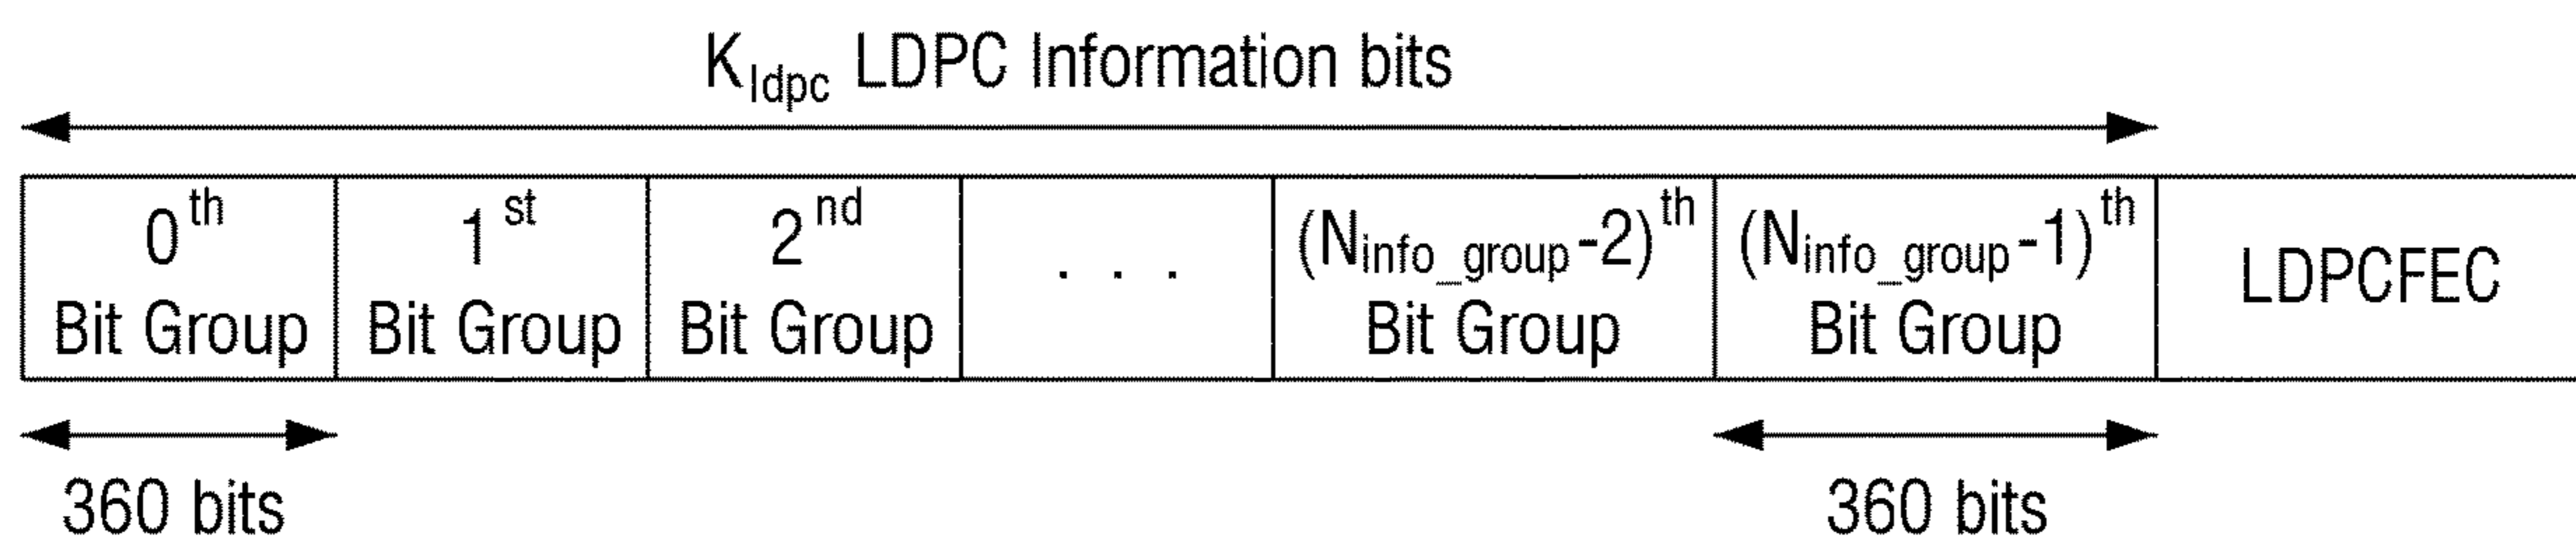 K_ldpc LDPC Information bits
0^th Bit Group
1^st Bit Group
2^nd Bit Group
. . .
(N_info_group-2)^th Bit Group
(N_info_group-1)^th Bit Group
LDPCFEC
360 bits
360 bits